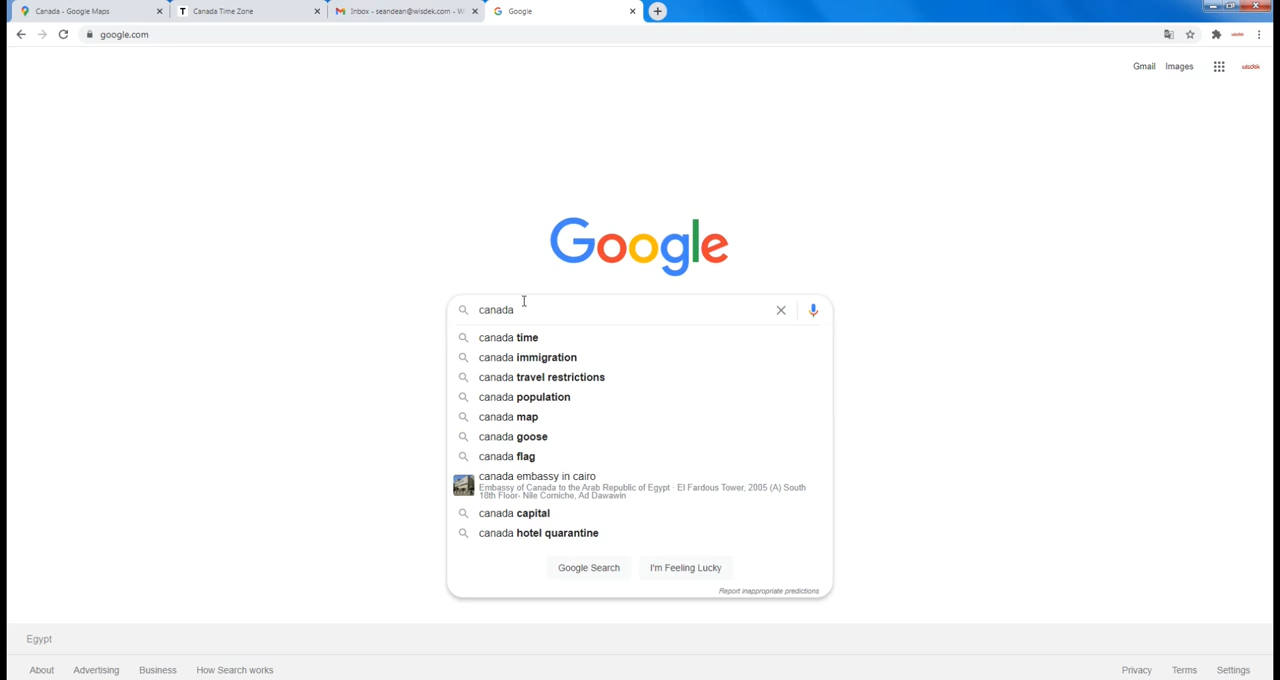 Canada - Google Maps
Canada Time Zone
Inbox - seandean@wisdek.com - W
Google
google.com
Gmail Images wisdek
Google
canada
canada time
canada immigration
canada travel restrictions
canada population
canada map
canada goose
canada flag
canada embassy in cairo
Embassy of Canada to the Arab Republic of Egypt · El Fardous Tower, 2005 (A) South
18th Floor- Nile Corniche, Ad Dawawin
canada capital
canada hotel quarantine
Google Search I'm Feeling Lucky
Report inappropriate predictions
Egypt
About Advertising Business How Search works Privacy Terms Settings